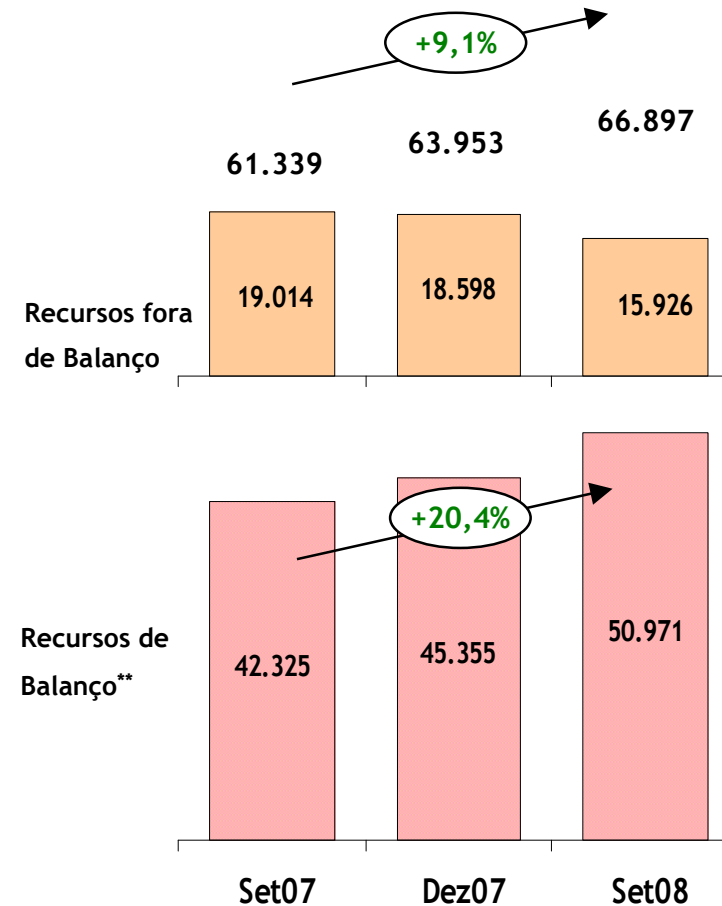 +9,1%
61.339 63.953 66.897
Recursos fora
de Balanço
19.014 18.598 15.926
+20,4%
Recursos de
Balanço**
42.325 45.355 50.971
Set07 Dez07 Set08